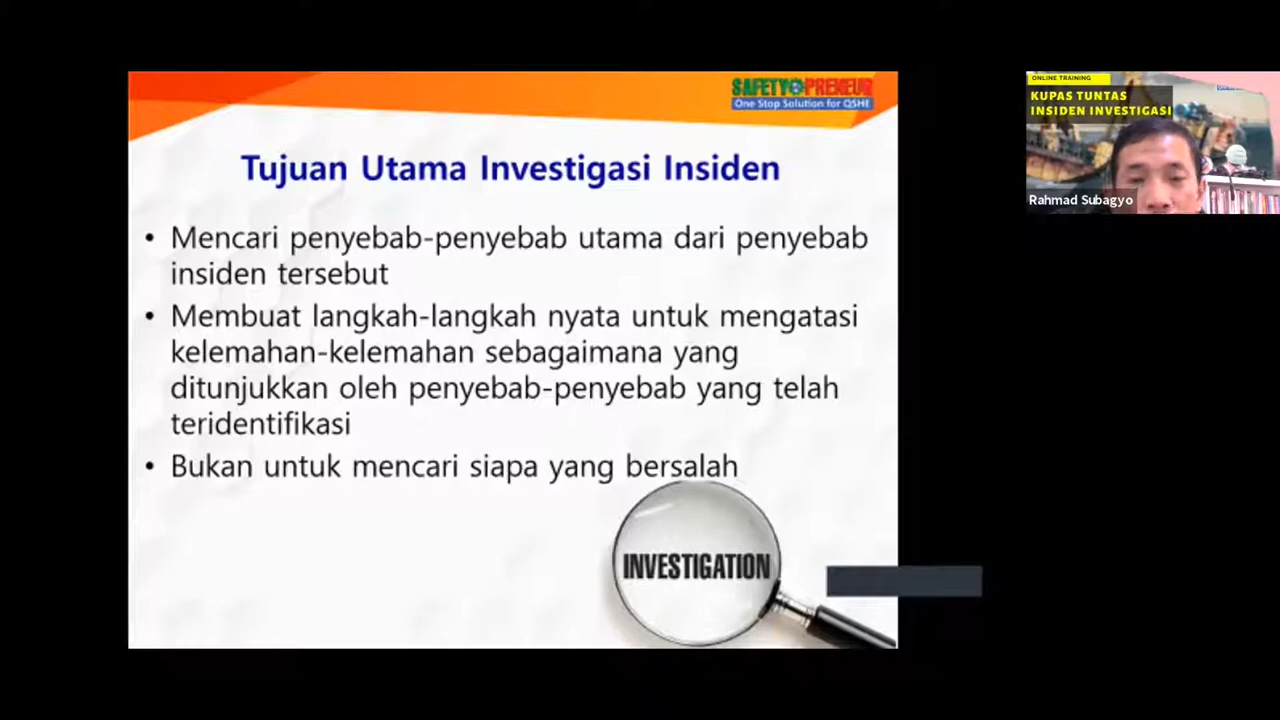 SAFETY PRENEUR
One Stop Solution for QSHE
Tujuan Utama Investigasi Insiden
• Mencari penyebab-penyebab utama dari penyebab
insiden tersebut
• Membuat langkah-langkah nyata untuk mengatasi
kelemahan-kelemahan sebagaimana yang
ditunjukkan oleh penyebab-penyebab yang telah
teridentifikasi
• Bukan untuk mencari siapa yang bersalah
INVESTIGATION
ONLINE TRAINING
KUPAS TUNTAS
INSIDEN INVESTIGASI
Rahmad Subagyo